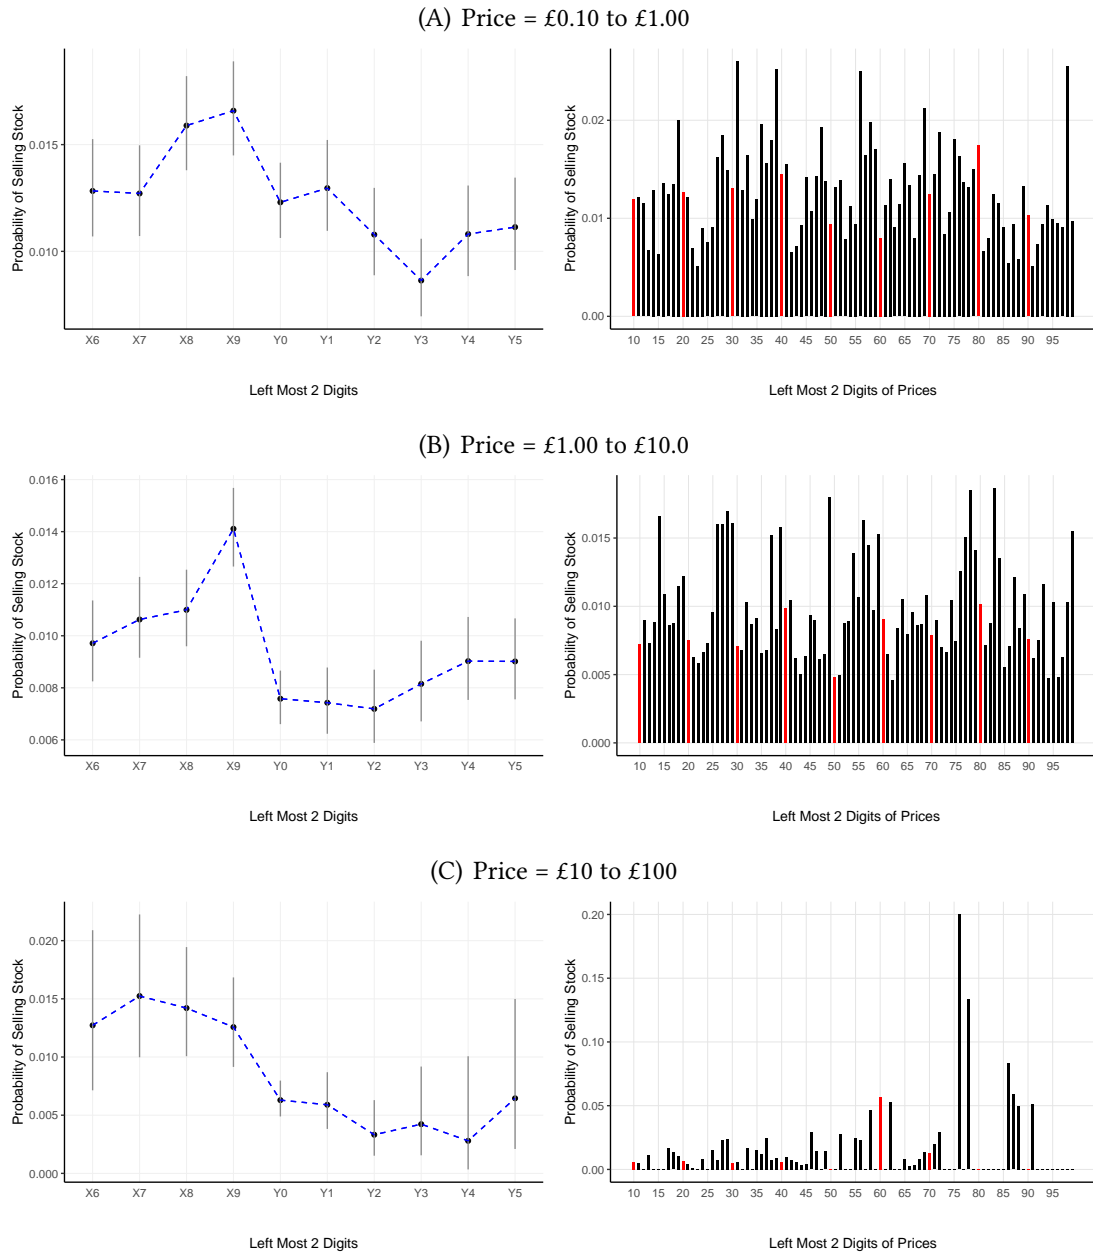 (A) Price = £0.10 to £1.00
Probability of Selling Stock
0.015
0.010
X6 X7 X8 X9 Y0 Y1 Y2 Y3 Y4 Y5
Left Most 2 Digits
Probability of Selling Stock
0.02
0.01
0.00
10 15 20 25 30 35 40 45 50 55 60 65 70 75 80 85 90 95
Left Most 2 Digits of Prices
(B) Price = £1.00 to £10.0
Probability of Selling Stock
0.016
0.014
0.012
0.010
0.008
0.006
X6 X7 X8 X9 Y0 Y1 Y2 Y3 Y4 Y5
Left Most 2 Digits
Probability of Selling Stock
0.015
0.010
0.005
0.000
10 15 20 25 30 35 40 45 50 55 60 65 70 75 80 85 90 95
Left Most 2 Digits of Prices
(C) Price = £10 to £100
Probability of Selling Stock
0.020
0.015
0.010
0.005
0.000
X6 X7 X8 X9 Y0 Y1 Y2 Y3 Y4 Y5
Left Most 2 Digits
Probability of Selling Stock
0.20
0.15
0.10
0.05
0.00
10 15 20 25 30 35 40 45 50 55 60 65 70 75 80 85 90 95
Left Most 2 Digits of Prices